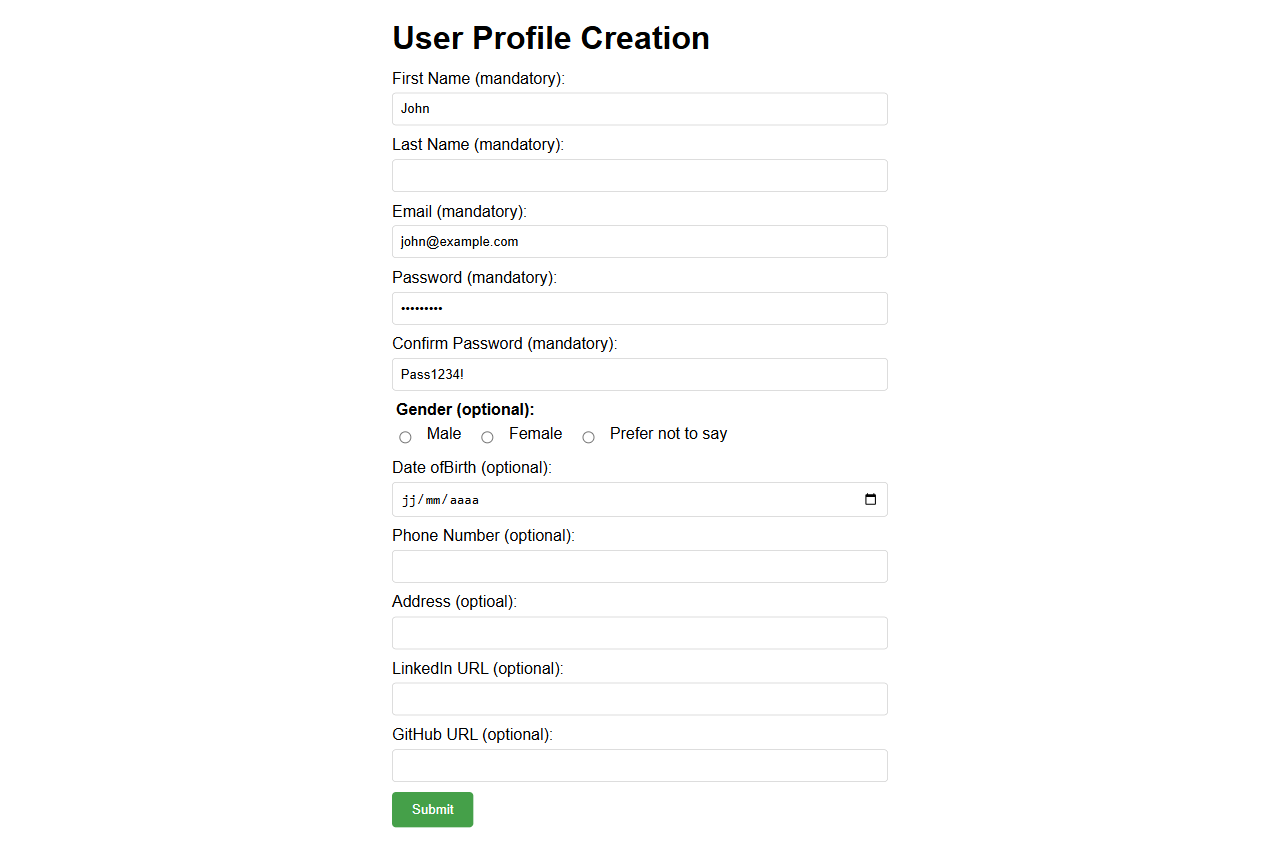 User Profile Creation
First Name (mandatory):
John
Last Name (mandatory):
Email (mandatory):
john@example.com
Password (mandatory):
•••••••••
Confirm Password (mandatory):
Pass1234!
Gender (optional):
Male Female Prefer not to say
Date ofBirth (optional):
jj/mm/aaaa
Phone Number (optional):
Address (optioal):
LinkedIn URL (optional):
GitHub URL (optional):
Submit